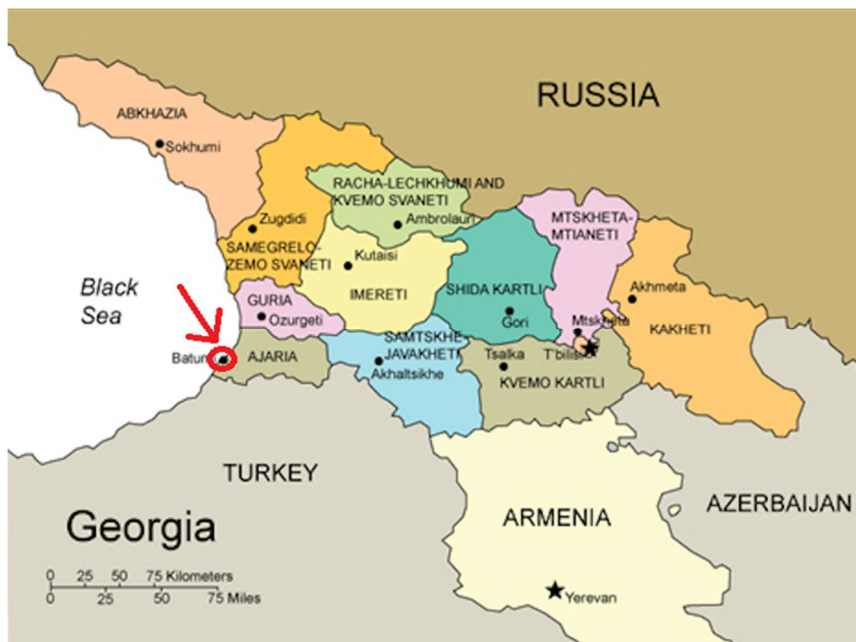 RUSSIA
ABKHAZIA
Sokhumi
RACHA-LECHKHUMI AND
KVEMO SVANETI
Ambrolauri
Zugdidi
SAMEGRELO-
ZEMO SVANETI
MTSKHETA-
MTIANETI
Kutaisi
IMERETI
Black
Sea
GURIA
Ozurgeti
SHIDA KARTLI
Gori
Akhmeta
KAKHETI
Mtskheta
T'bilisi
SAMTSKHE-
JAVAKHETI
Akhaltsikhe
Tsalka
KVEMO KARTLI
AJARIA
TURKEY
AZERBAIJAN
ARMENIA
Yerevan
Georgia
0 25 50 75 Kilometers
0 25 50 75 Miles